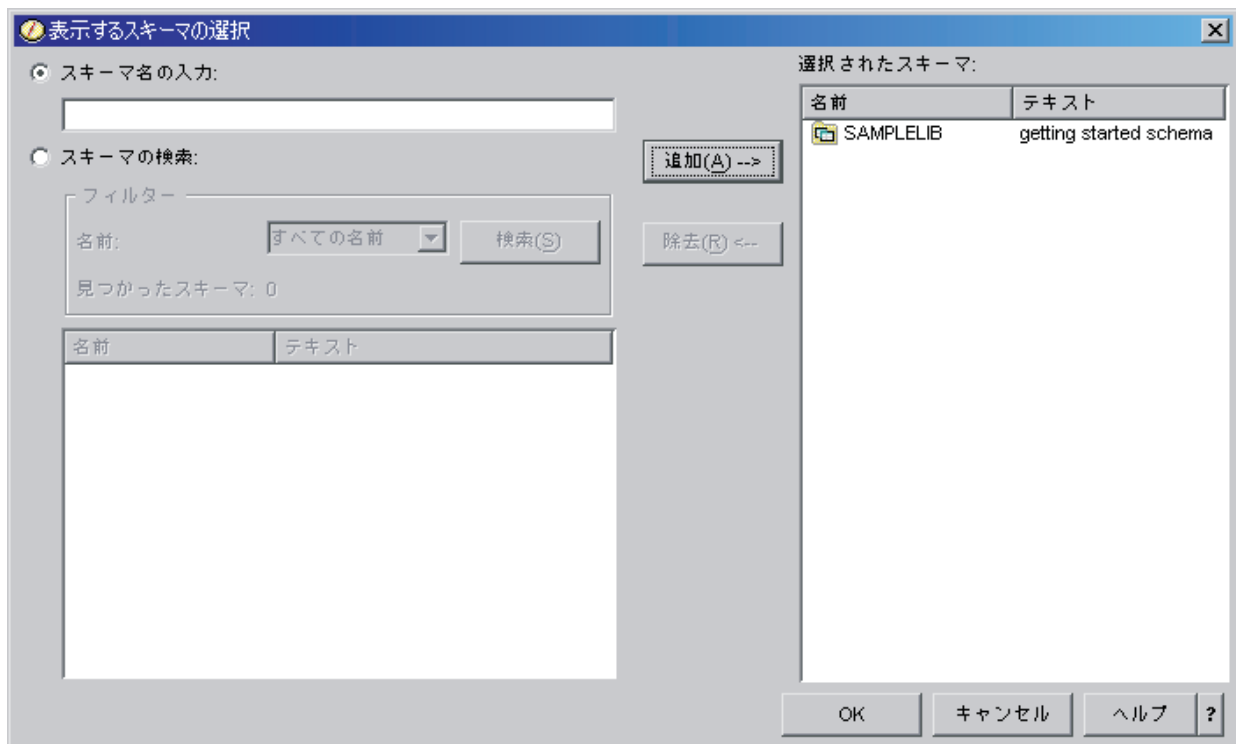 表示するスキーマの選択
スキーマ名の入力:
スキーマの検索:
フィルター
名前:
すべての名前
検索(S)
見つかったスキーマ: 0
名前 テキスト
追加(A) -->
除去(R) <--
選択されたスキーマ:
名前 テキスト
SAMPLELIB getting started schema
OK
キャンセル
ヘルプ
?